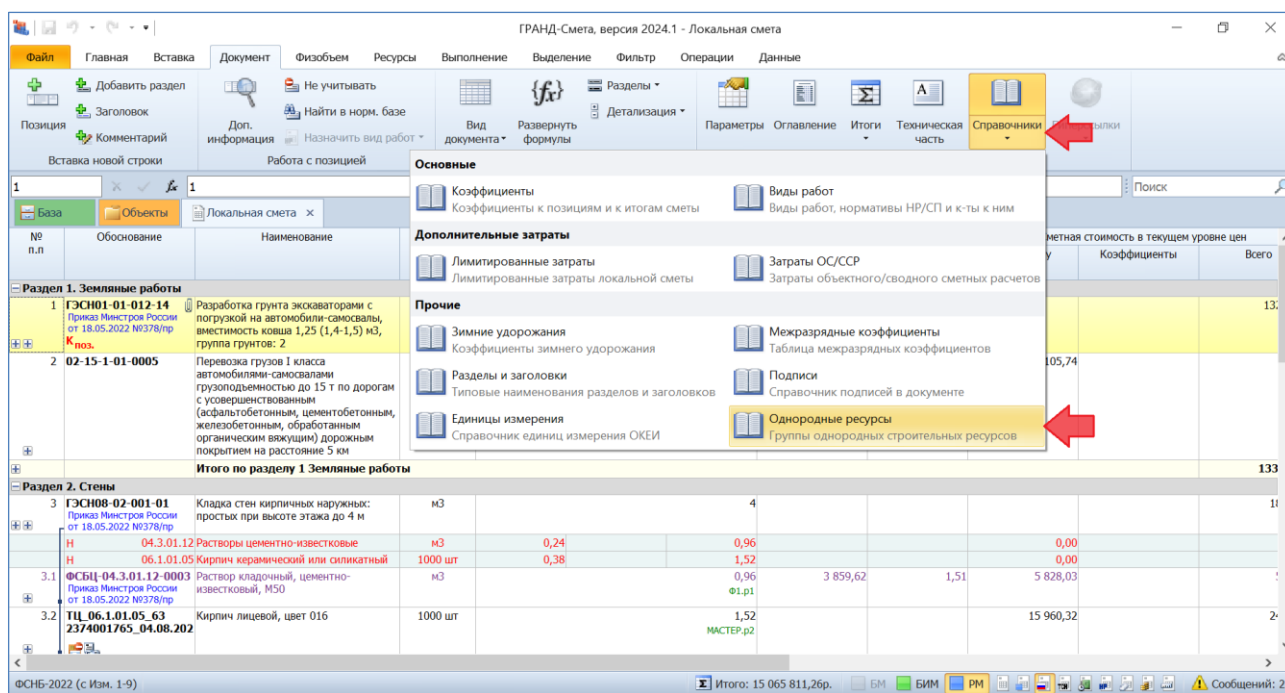 ГРАНД-Смета, версия 2024.1 - Локальная смета
Файл Главная Вставка Документ Физобъем Ресурсы Выполнение Выделение Фильтр Операции Данные
Добавить раздел Не учитывать {fx} Разделы
Заголовок Найти в норм. базе Детализация
Позиция Комментарий Доп. информация Назначить вид работ Вид документа Развернуть формулы Параметры Оглавление Итоги Техническая часть Справочники
Вставка новой строки Работа с позицией
Основные
Коэффициенты Виды работ
Коэффициенты к позициям и к итогам сметы Виды работ, нормативы НР/СП и к-ты к ним
Дополнительные затраты
Лимитированные затраты Затраты ОС/ССР
Лимитированные затраты локальной сметы Затраты объектного/сводного сметных расчетов
Прочие
Зимние удорожания Межразрядные коэффициенты
Коэффициенты зимнего удорожания Таблица межразрядных коэффициентов
Разделы и заголовки Подписи
Типовые наименования разделов и заголовков Справочник подписей в документе
Единицы измерения Однородные ресурсы
Справочник единиц измерения ОКЕИ Группы однородных строительных ресурсов
1 fx 1 Поиск
База Объекты Локальная смета
№ п.п Обоснование Наименование метная стоимость в текущем уровне цен
Коэффициенты Всего
Раздел 1. Земляные работы
1 ГЭСН01-01-012-14 Разработка грунта экскаваторами с 132
Приказ Минстроя России погрузкой на автомобили-самосвалы,
от 18.05.2022 №378/пр вместимость ковша 1,25 (1,4-1,5) м3,
Кпоз. группа грунтов: 2
2 02-15-1-01-0005 Перевозка грузов I класса 105,74
автомобилями-самосвалами
грузоподъемностью до 15 т по дорогам
с усовершенствованным
(асфальтобетонным, цементобетонным,
железобетонным, обработанным
органическим вяжущим) дорожным
покрытием на расстояние 5 км
Итого по разделу 1 Земляные работы 133
Раздел 2. Стены
3 ГЭСН08-02-001-01 Кладка стен кирпичных наружных: м3 4
Приказ Минстроя России простых при высоте этажа до 4 м
от 18.05.2022 №378/пр
Н 04.3.01.12 Растворы цементно-известковые м3 0,24 0,96 0,00
Н 06.1.01.05 Кирпич керамический или силикатный 1000 шт 0,38 1,52 0,00
3.1 ФСБЦ-04.3.01.12-0003 Раствор кладочный, цементно- м3 0,96 3 859,62 1,51 5 828,03
Приказ Минстроя России известковый, М50 Ф1.р1
от 18.05.2022 №378/пр
3.2 ТЦ_06.1.01.05_63 Кирпич лицевой, цвет 016 1000 шт 1,52 15 960,32
2374001765_04.08.202 МАСТЕР.р2
ФСНБ-2022 (с Изм. 1-9) Итого: 15 065 811,26р. БМ БИМ РМ Сообщений: 2